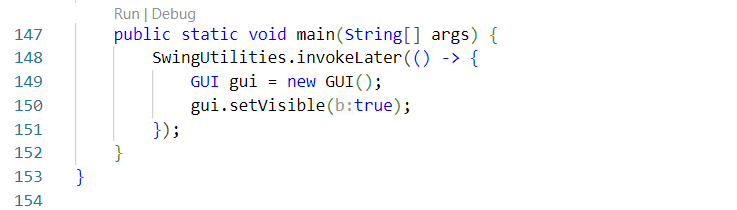 Run | Debug
147 public static void main(String[] args) {
148 SwingUtilities.invokeLater(() -> {
149 GUI gui = new GUI();
150 gui.setVisible(b:true);
151 });
152 }
153 }
154